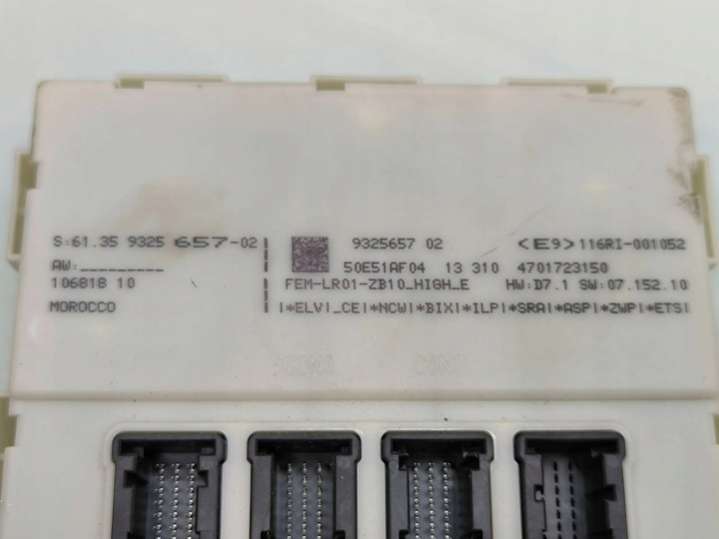 S:61.35 9325 657-02
AW:_________
106818 10
MOROCCO
9325657 02 <E9>116RI-001052
50E51AF04 13 310 4701723150
FEM-LR01-ZB10_HIGH_E HW:D7.1 SW:07.152.10
|*ELV|_CE|*NCW|*BIX|*ILP|*SRA|*ASP|*ZWP|*ETS|